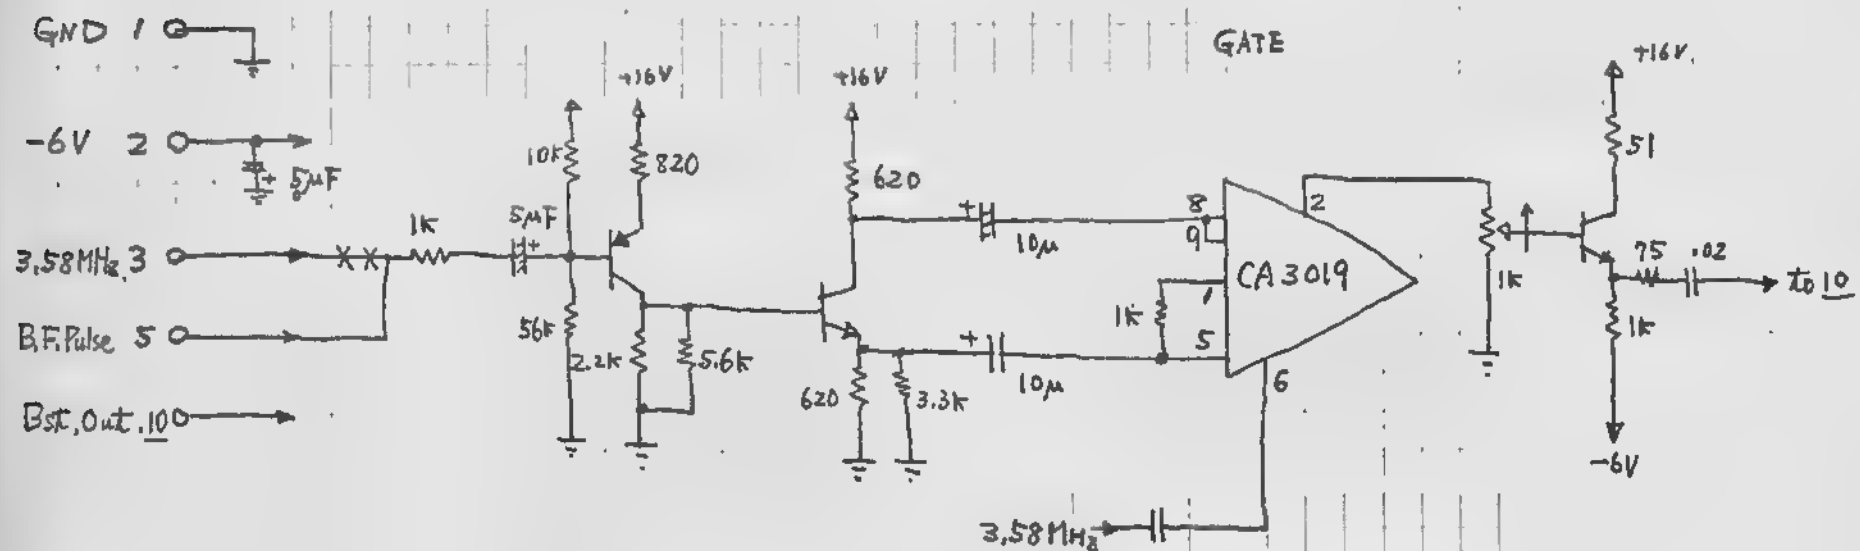 GND 1
-6V 2
5μF
3.58MHz 3
B.F. Pulse 5
Bst. Out. 10
1K
5μF
+
10K
56K
+16V
820
2.2K
5.6K
+16V
620
620
3.3K
+
10μ
+
10μ
GATE
8
9
1
5
1K
2
CA 3019
6
3.58MHz
1K
+16V.
51
75
.02
to 10
1K
-6V
+